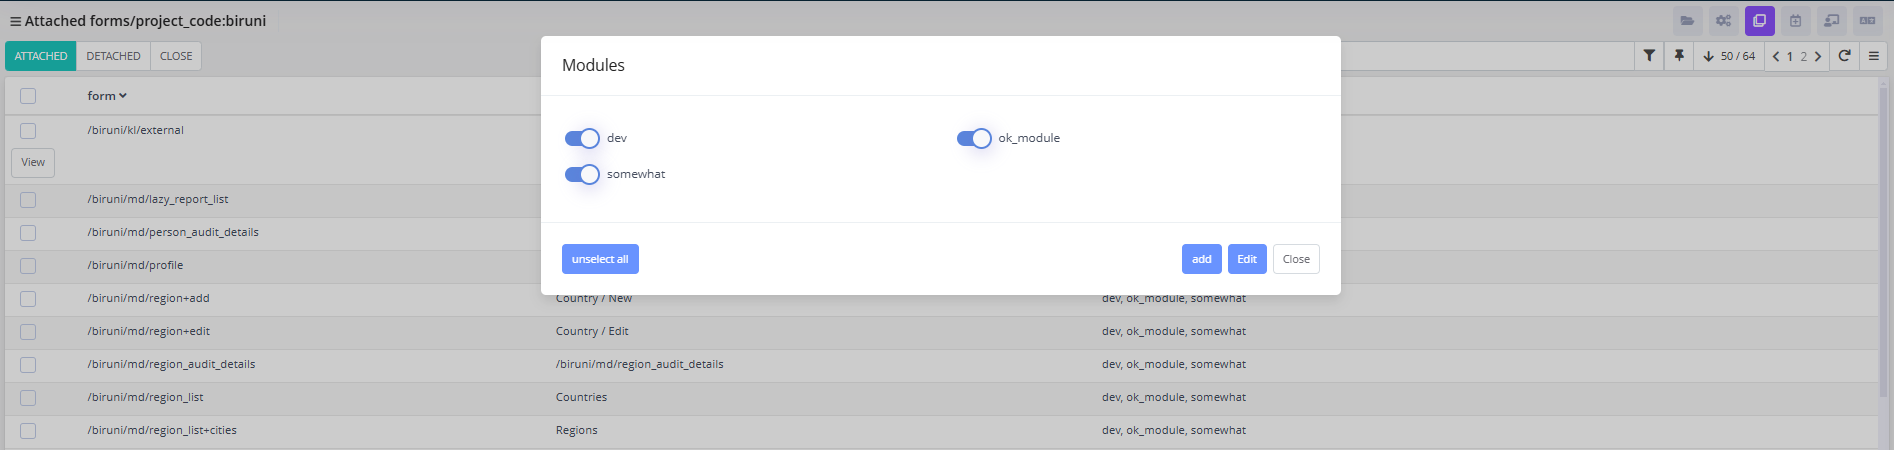 Attached forms/project_code:biruni
ATTACHED DETACHED CLOSE
50 / 64 1 2
Modules
form
/biruni/kl/external
dev ok_module
View
somewhat
/biruni/md/lazy_report_list
/biruni/md/person_audit_details
unselect all add Edit Close
/biruni/md/profile
/biruni/md/region+add Country / New dev, ok_module, somewhat
/biruni/md/region+edit Country / Edit dev, ok_module, somewhat
/biruni/md/region_audit_details /biruni/md/region_audit_details dev, ok_module, somewhat
/biruni/md/region_list Countries dev, ok_module, somewhat
/biruni/md/region_list+cities Regions dev, ok_module, somewhat